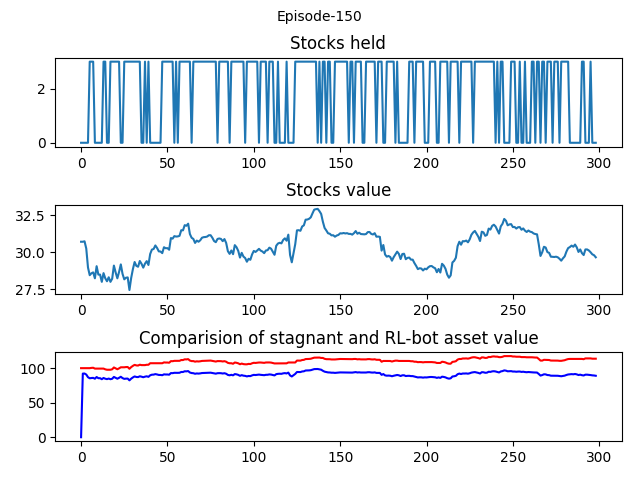 Episode-150
Stocks held
2
0
0 50 100 150 200 250 300
Stocks value
32.5
30.0
27.5
0 50 100 150 200 250 300
Comparision of stagnant and RL-bot asset value
100
50
0
0 50 100 150 200 250 300